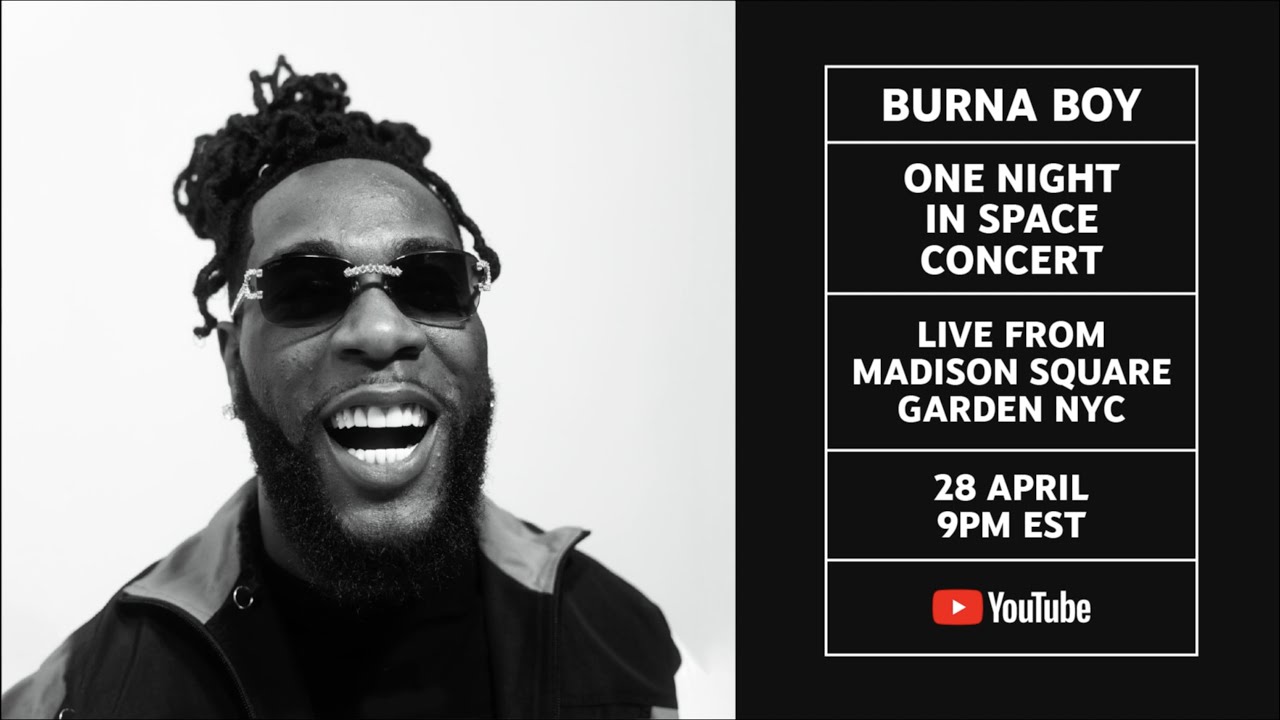 BURNA BOY
ONE NIGHT
IN SPACE
CONCERT
LIVE FROM
MADISON SQUARE
GARDEN NYC
28 APRIL
9PM EST
YouTube